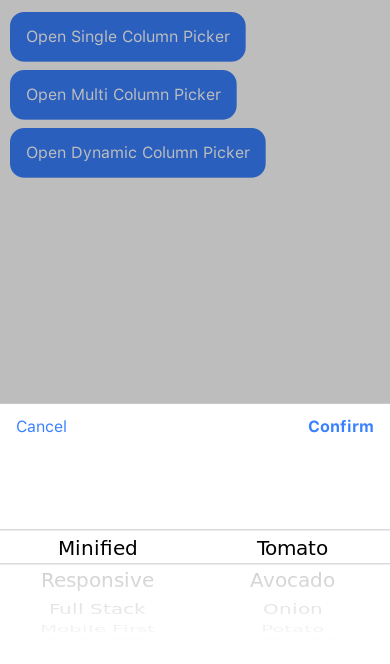 Open Single Column Picker
Open Multi Column Picker
Open Dynamic Column Picker
Cancel Confirm
Minified Tomato
Responsive Avocado
Full Stack Onion
Mobile First Potato